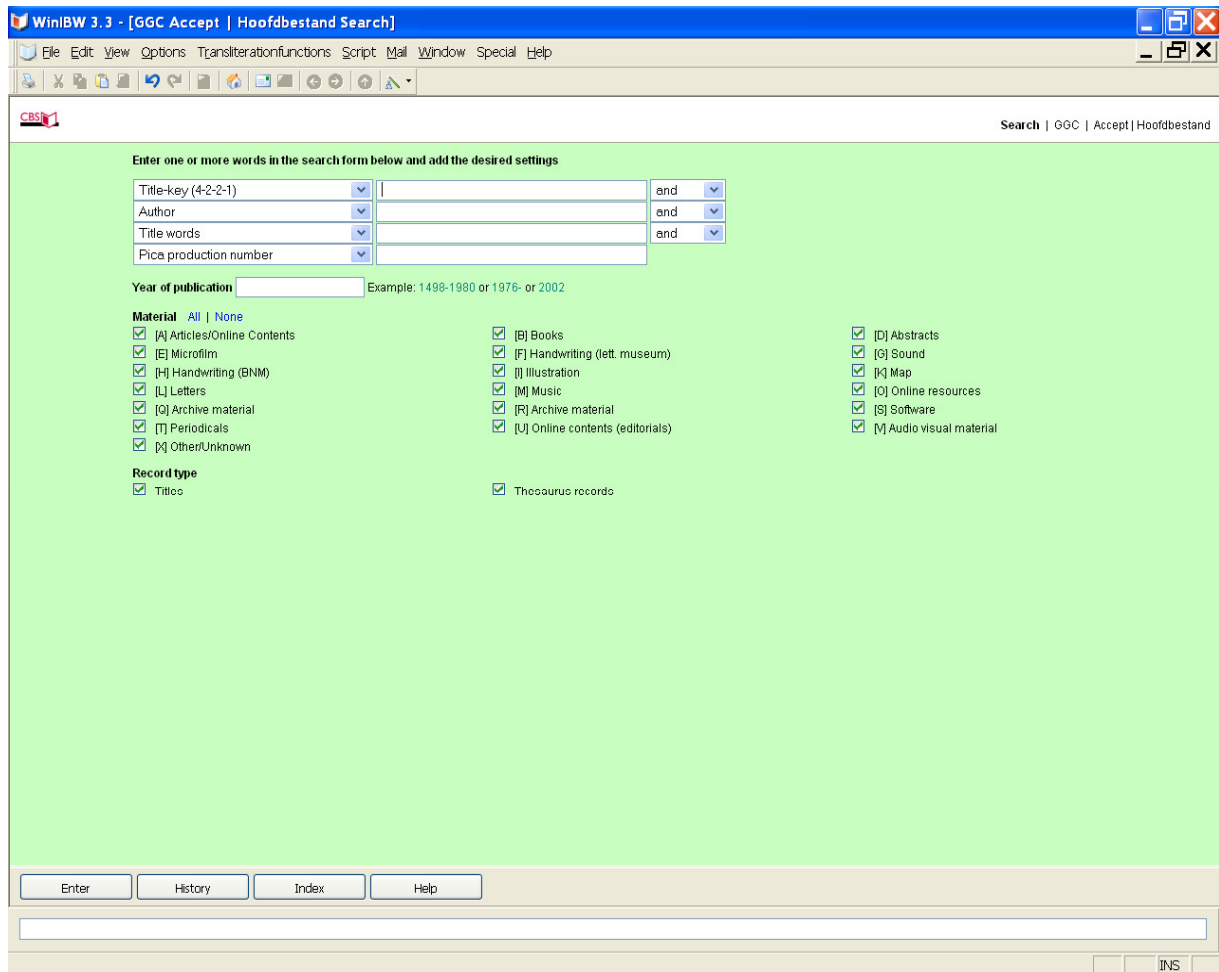 WinIBW 3.3 - [GGC Accept | Hoofdbestand Search]
File Edit View Options Transliterationfunctions Script Mail Window Special Help
CBS
Search | GGC | Accept | Hoofdbestand
Enter one or more words in the search form below and add the desired settings
Title-key (4-2-2-1) and
Author and
Title words and
Pica production number
Year of publication Example: 1498-1980 or 1976- or 2002
Material All | None
[A] Articles/Online Contents [B] Books [D] Abstracts
[E] Microfilm [F] Handwriting (lett. museum) [G] Sound
[H] Handwriting (BNM) [I] Illustration [K] Map
[L] Letters [M] Music [O] Online resources
[Q] Archive material [R] Archive material [S] Software
[T] Periodicals [U] Online contents (editorials) [V] Audio visual material
[X] Other/Unknown
Record type
Titles Thesaurus records
Enter History Index Help
INS